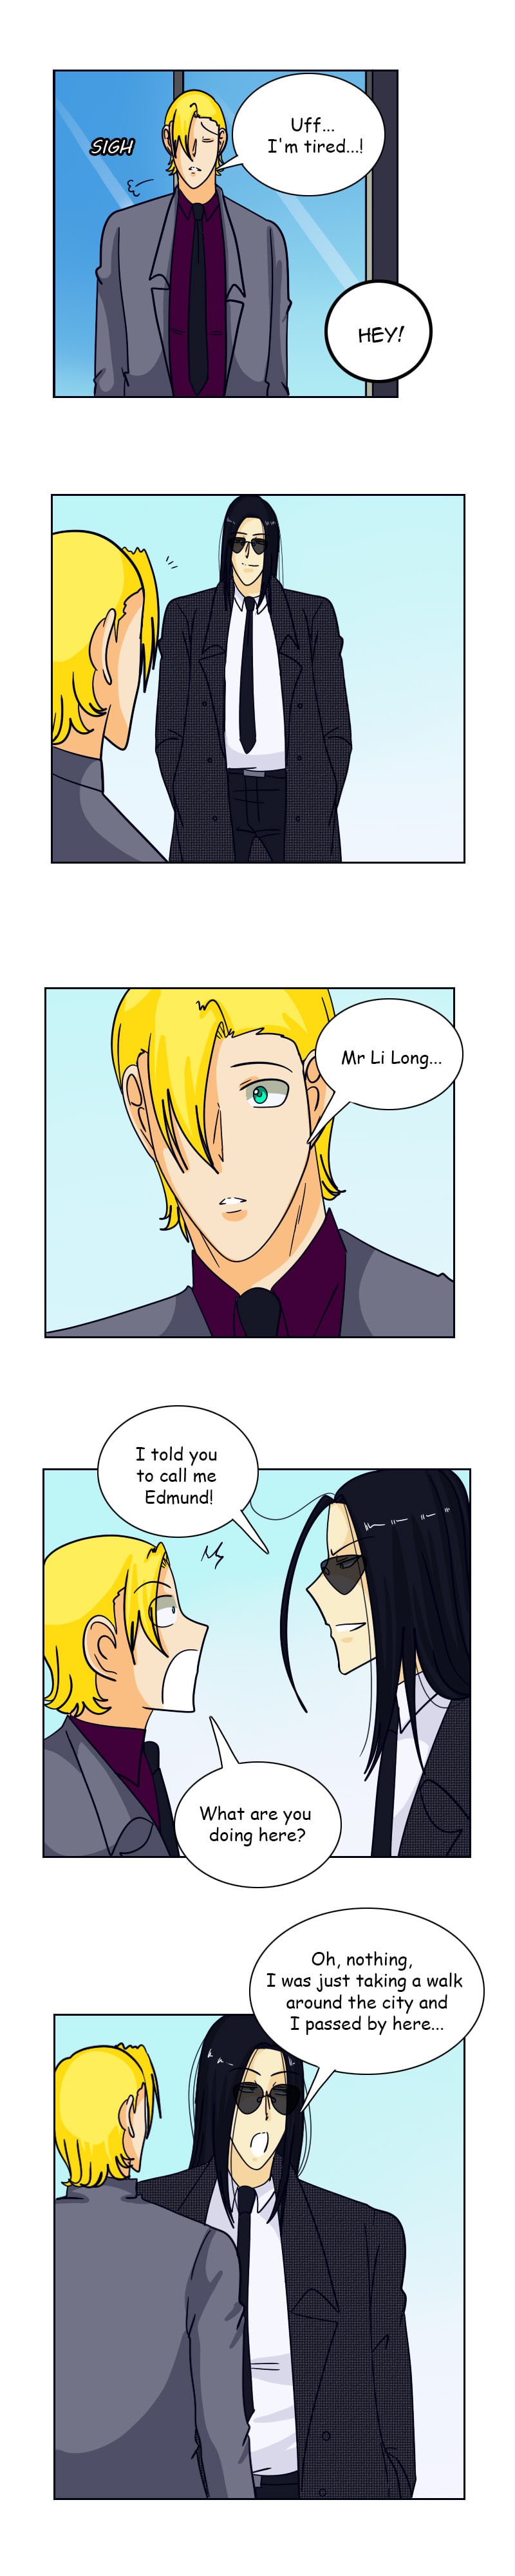 SIGH
Uff...
I'm tired...!
HEY!
Mr Li Long...
I told you
to call me
Edmund!
What are you
doing here?
Oh, nothing,
I was just taking a walk
around the city and
I passed by here...